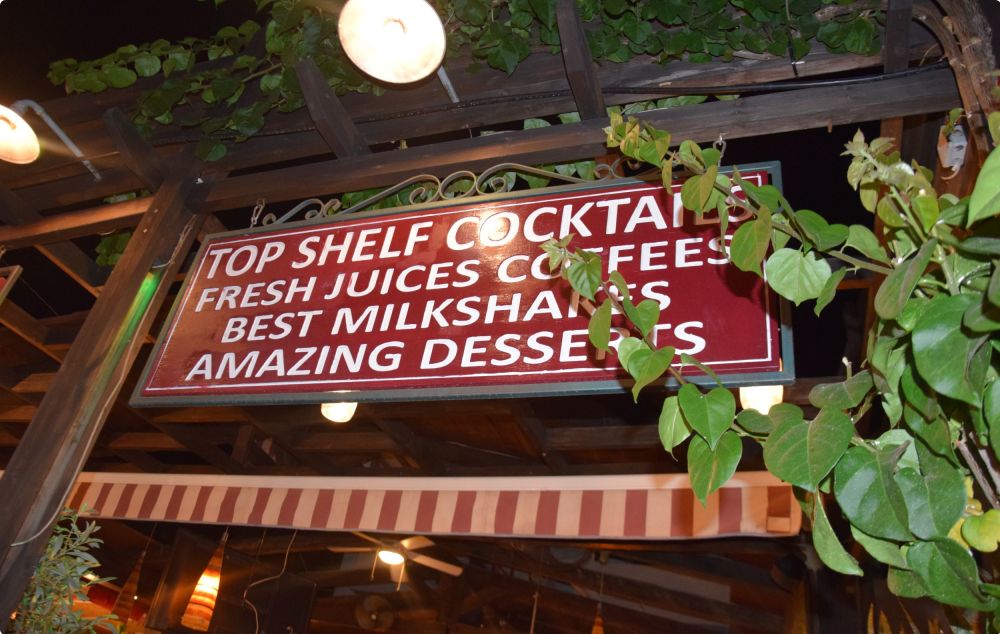 TOP SHELF COCKTAILS
FRESH JUICES COFFEES
BEST MILKSHAKES
AMAZING DESSERTS